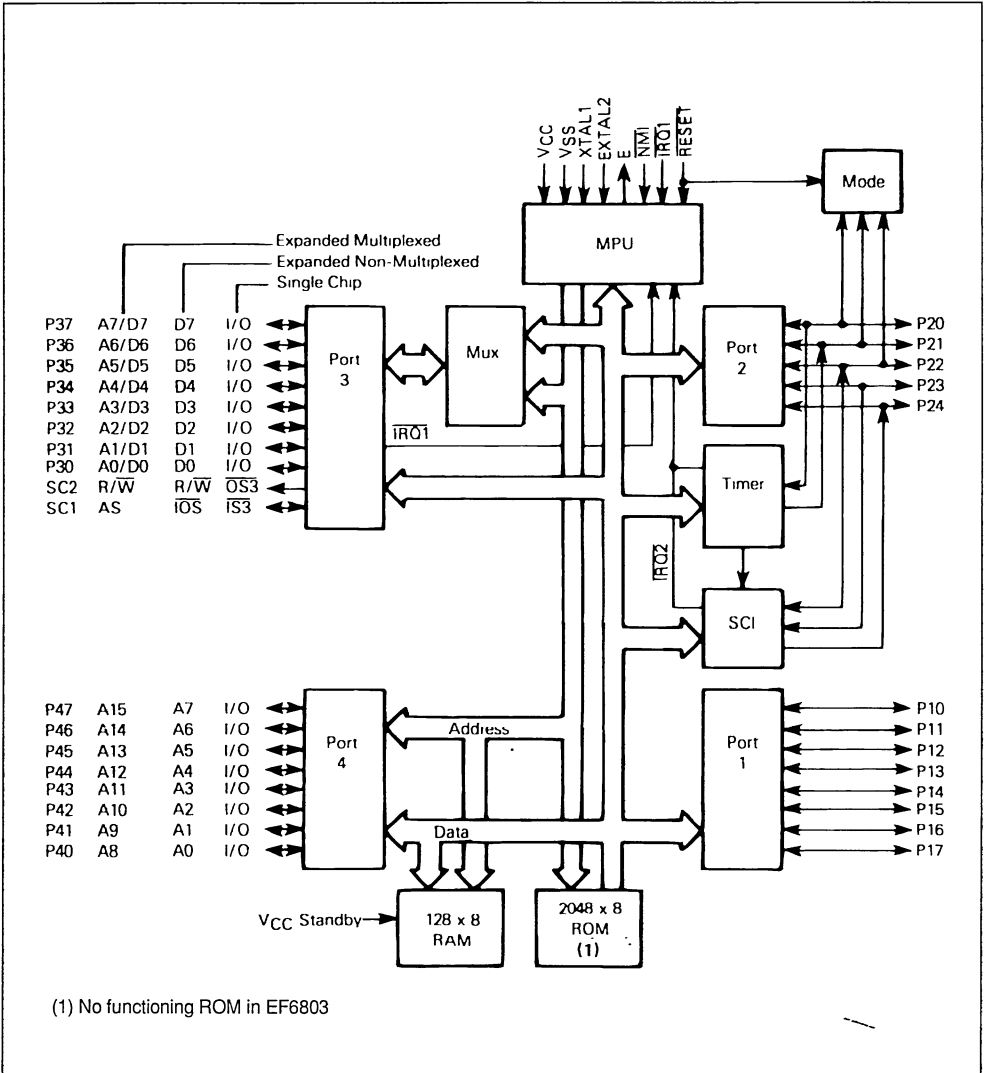 VCC
VSS
XTAL1
EXTAL2
E
NMI
IRQ1
RESET
Mode
MPU
Expanded Multiplexed
Expanded Non-Multiplexed
Single Chip
P37 A7/D7 D7 I/O
P36 A6/D6 D6 I/O
P35 A5/D5 D5 I/O
P34 A4/D4 D4 I/O
P33 A3/D3 D3 I/O
P32 A2/D2 D2 I/O
P31 A1/D1 D1 I/O
P30 A0/D0 D0 I/O
SC2 R/W R/W OS3
SC1 AS IOS IS3
Port
3
Mux
IRQ1
Port
2
P20
P21
P22
P23
P24
Timer
IRQ2
SCI
P47 A15 A7 I/O
P46 A14 A6 I/O
P45 A13 A5 I/O
P44 A12 A4 I/O
P43 A11 A3 I/O
P42 A10 A2 I/O
P41 A9 A1 I/O
P40 A8 A0 I/O
Port
4
Address
Data
Port
1
P10
P11
P12
P13
P14
P15
P16
P17
VCC Standby
128 x 8
RAM
2048 x 8
ROM
(1)
(1) No functioning ROM in EF6803